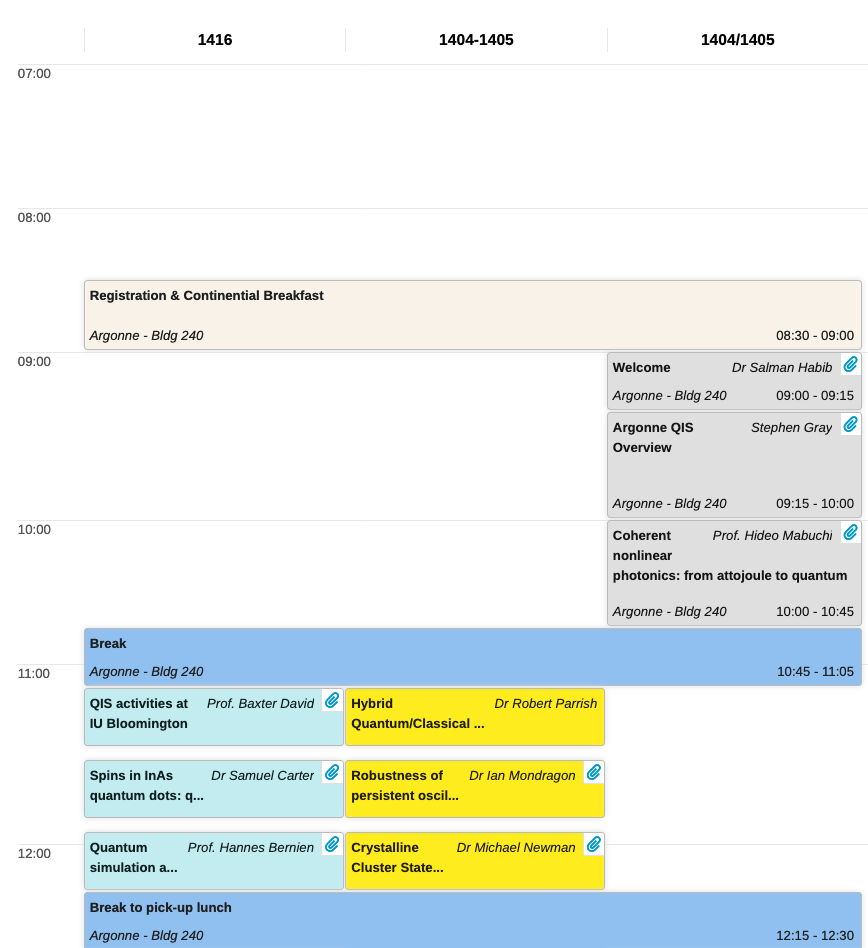 1416 1404-1405 1404/1405
07:00
08:00
Registration & Continential Breakfast
Argonne - Bldg 240 08:30 - 09:00
09:00
Welcome Dr Salman Habib
Argonne - Bldg 240 09:00 - 09:15
Argonne QIS Stephen Gray
Overview
Argonne - Bldg 240 09:15 - 10:00
10:00
Coherent Prof. Hideo Mabuchi
nonlinear
photonics: from attojoule to quantum
Argonne - Bldg 240 10:00 - 10:45
Break
Argonne - Bldg 240 10:45 - 11:05
11:00
QIS activities at Prof. Baxter David
IU Bloomington
Hybrid Dr Robert Parrish
Quantum/Classical ...
Spins in InAs Dr Samuel Carter
quantum dots: q...
Robustness of Dr Ian Mondragon
persistent oscil...
12:00
Quantum Prof. Hannes Bernien
simulation a...
Crystalline Dr Michael Newman
Cluster State...
Break to pick-up lunch
Argonne - Bldg 240 12:15 - 12:30